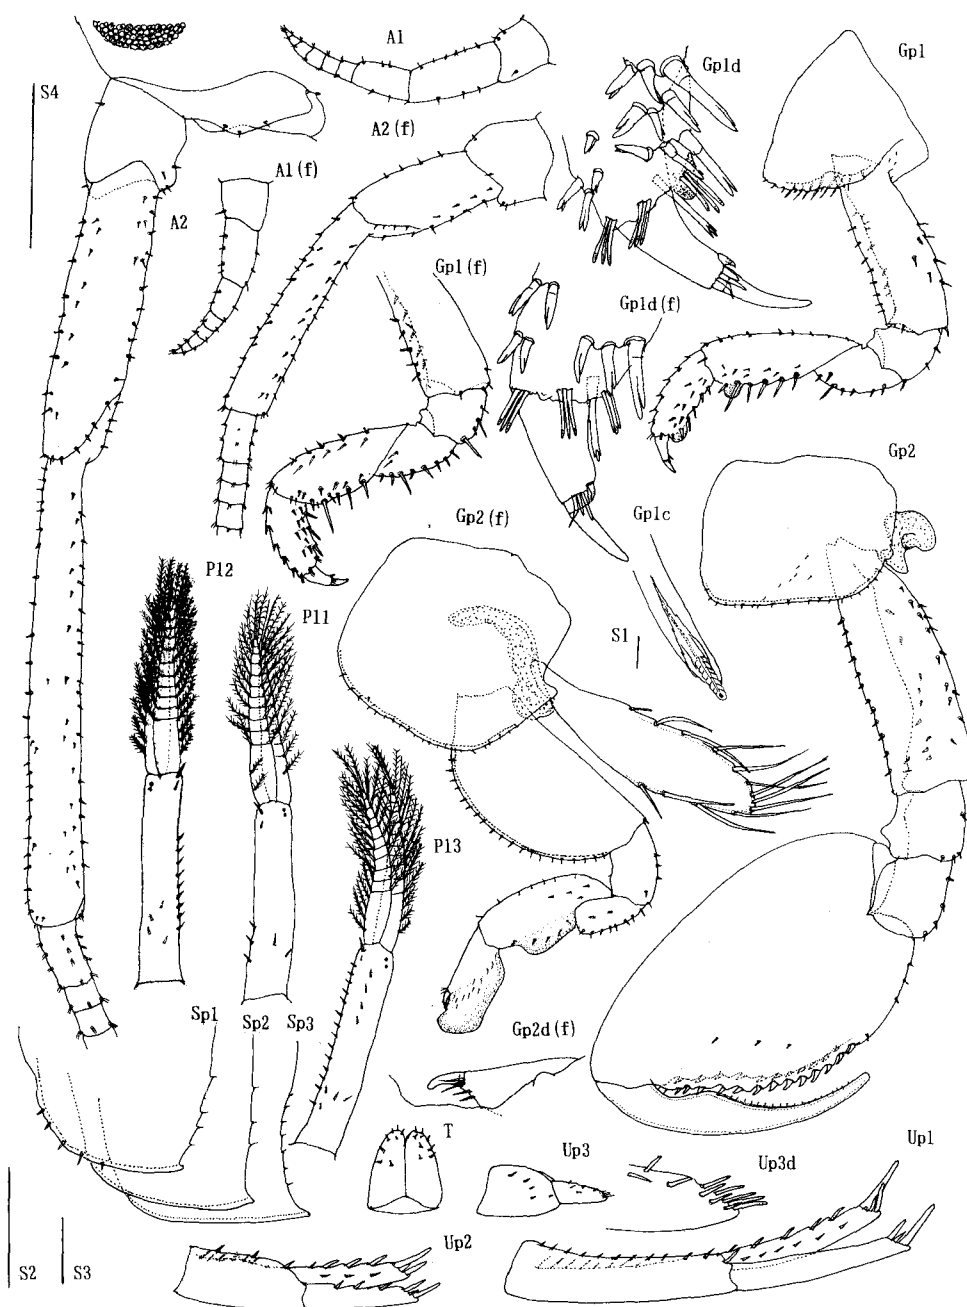 A1
Gp1d
Gp1
S4
A2(f)
A1(f)
A2
Gp1(f)
Gp1d(f)
Gp2
Gp1c
Gp2(f)
P12
P11
S1
P13
Sp1
Sp2
Sp3
Gp2d(f)
T
Up3
Up3d
Up1
Up2
S2
S3